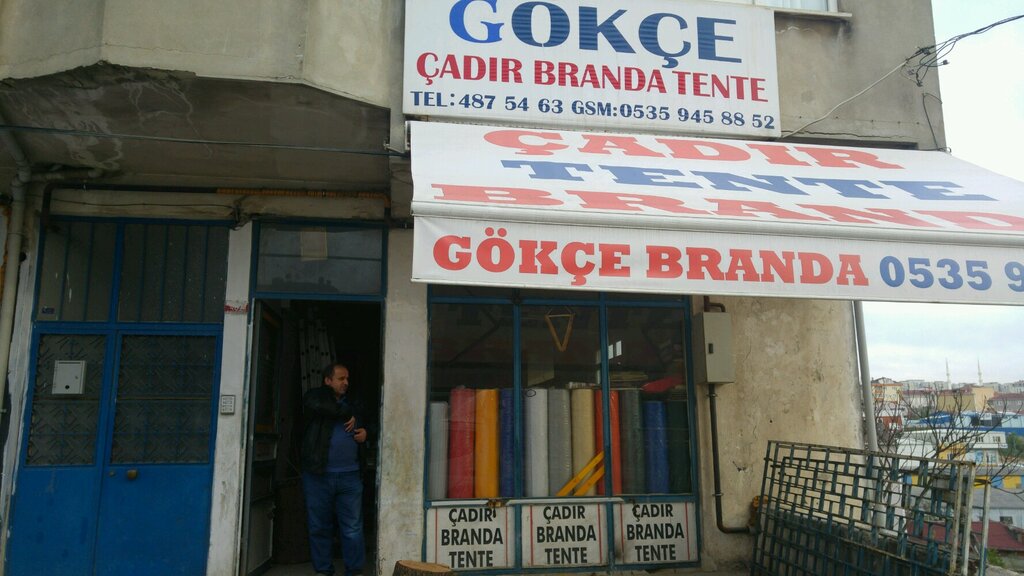 GÖKÇE
ÇADIR BRANDA TENTE
TEL:487 54 63 GSM:0535 945 88 52
ÇADIR
TENTE
BRAND
GÖKÇE BRANDA 0535 9
ÇADIR BRANDA TENTE
ÇADIR BRANDA TENTE
ÇADIR BRANDA TENTE